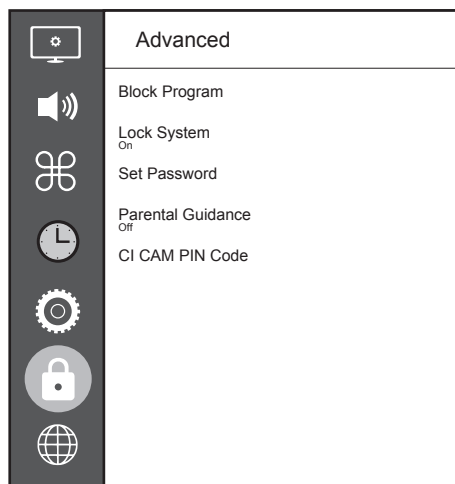 Advanced
Block Program
Lock System
On
Set Password
Parental Guidance
Off
CI CAM PIN Code